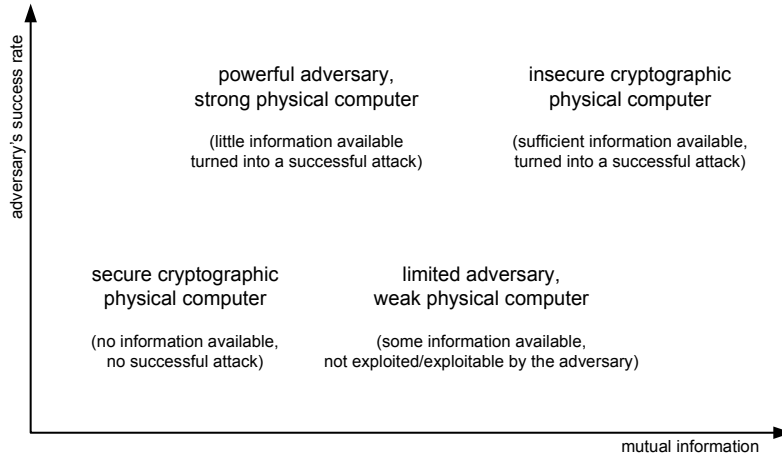 adversary's success rate
powerful adversary,
strong physical computer
(little information available
turned into a successful attack)
insecure cryptographic
physical computer
(sufficient information available,
turned into a successful attack)
secure cryptographic
physical computer
(no information available,
no successful attack)
limited adversary,
weak physical computer
(some information available,
not exploited/exploitable by the adversary)
mutual information